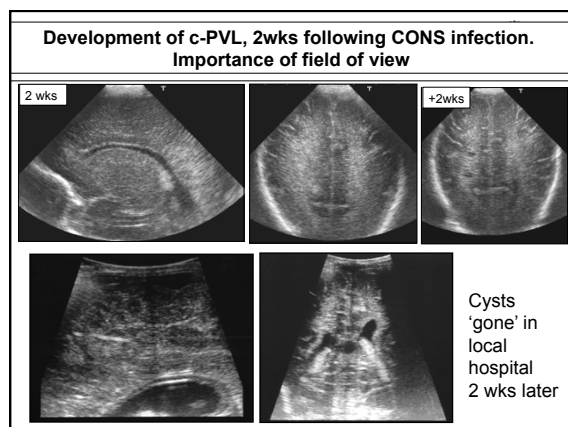 Development of c-PVL, 2wks following CONS infection.
Importance of field of view
2 wks
+2wks
Cysts
'gone' in
local
hospital
2 wks later